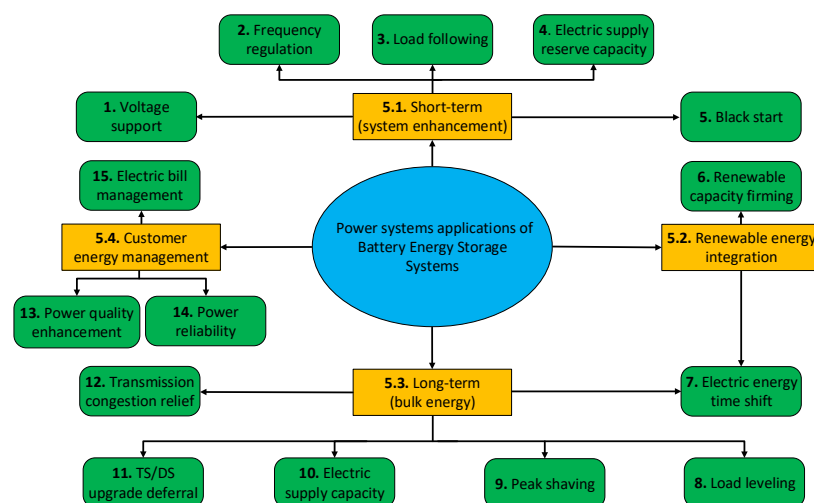 2. Frequency
regulation
3. Load following
4. Electric supply
reserve capacity
1. Voltage
support
5.1. Short-term
(system enhancement)
5. Black start
15. Electric bill
management
6. Renewable
capacity firming
5.4. Customer
energy management
Power systems applications of
Battery Energy Storage
Systems
5.2. Renewable energy
integration
13. Power quality
enhancement
14. Power
reliability
12. Transmission
congestion relief
5.3. Long-term
(bulk energy)
7. Electric energy
time shift
11. TS/DS
upgrade deferral
10. Electric
supply capacity
9. Peak shaving
8. Load leveling